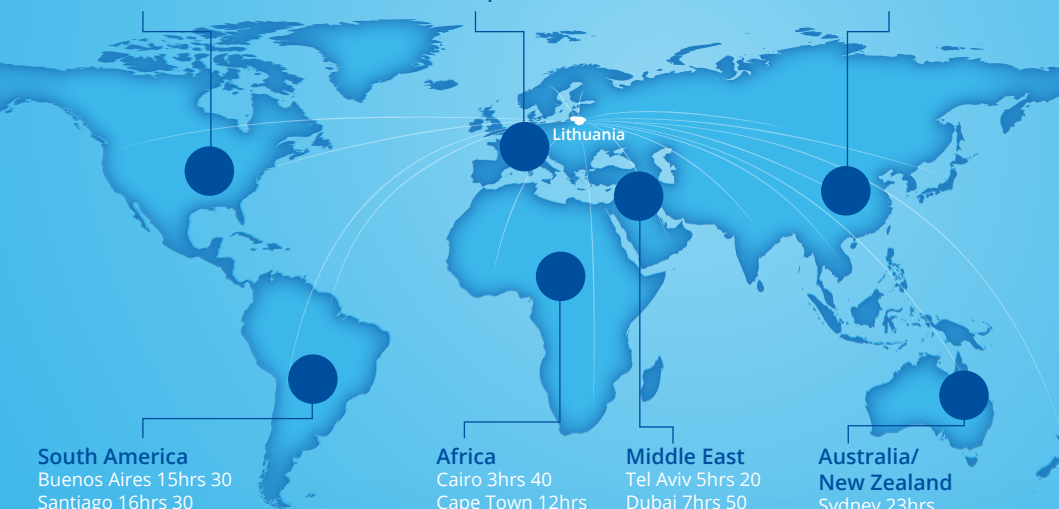 Lithuania
South America
Buenos Aires 15hrs 30
Santiago 16hrs 30
Africa
Cairo 3hrs 40
Cape Town 12hrs
Middle East
Tel Aviv 5hrs 20
Dubai 7hrs 50
Australia/
New Zealand
Sydney 23hrs